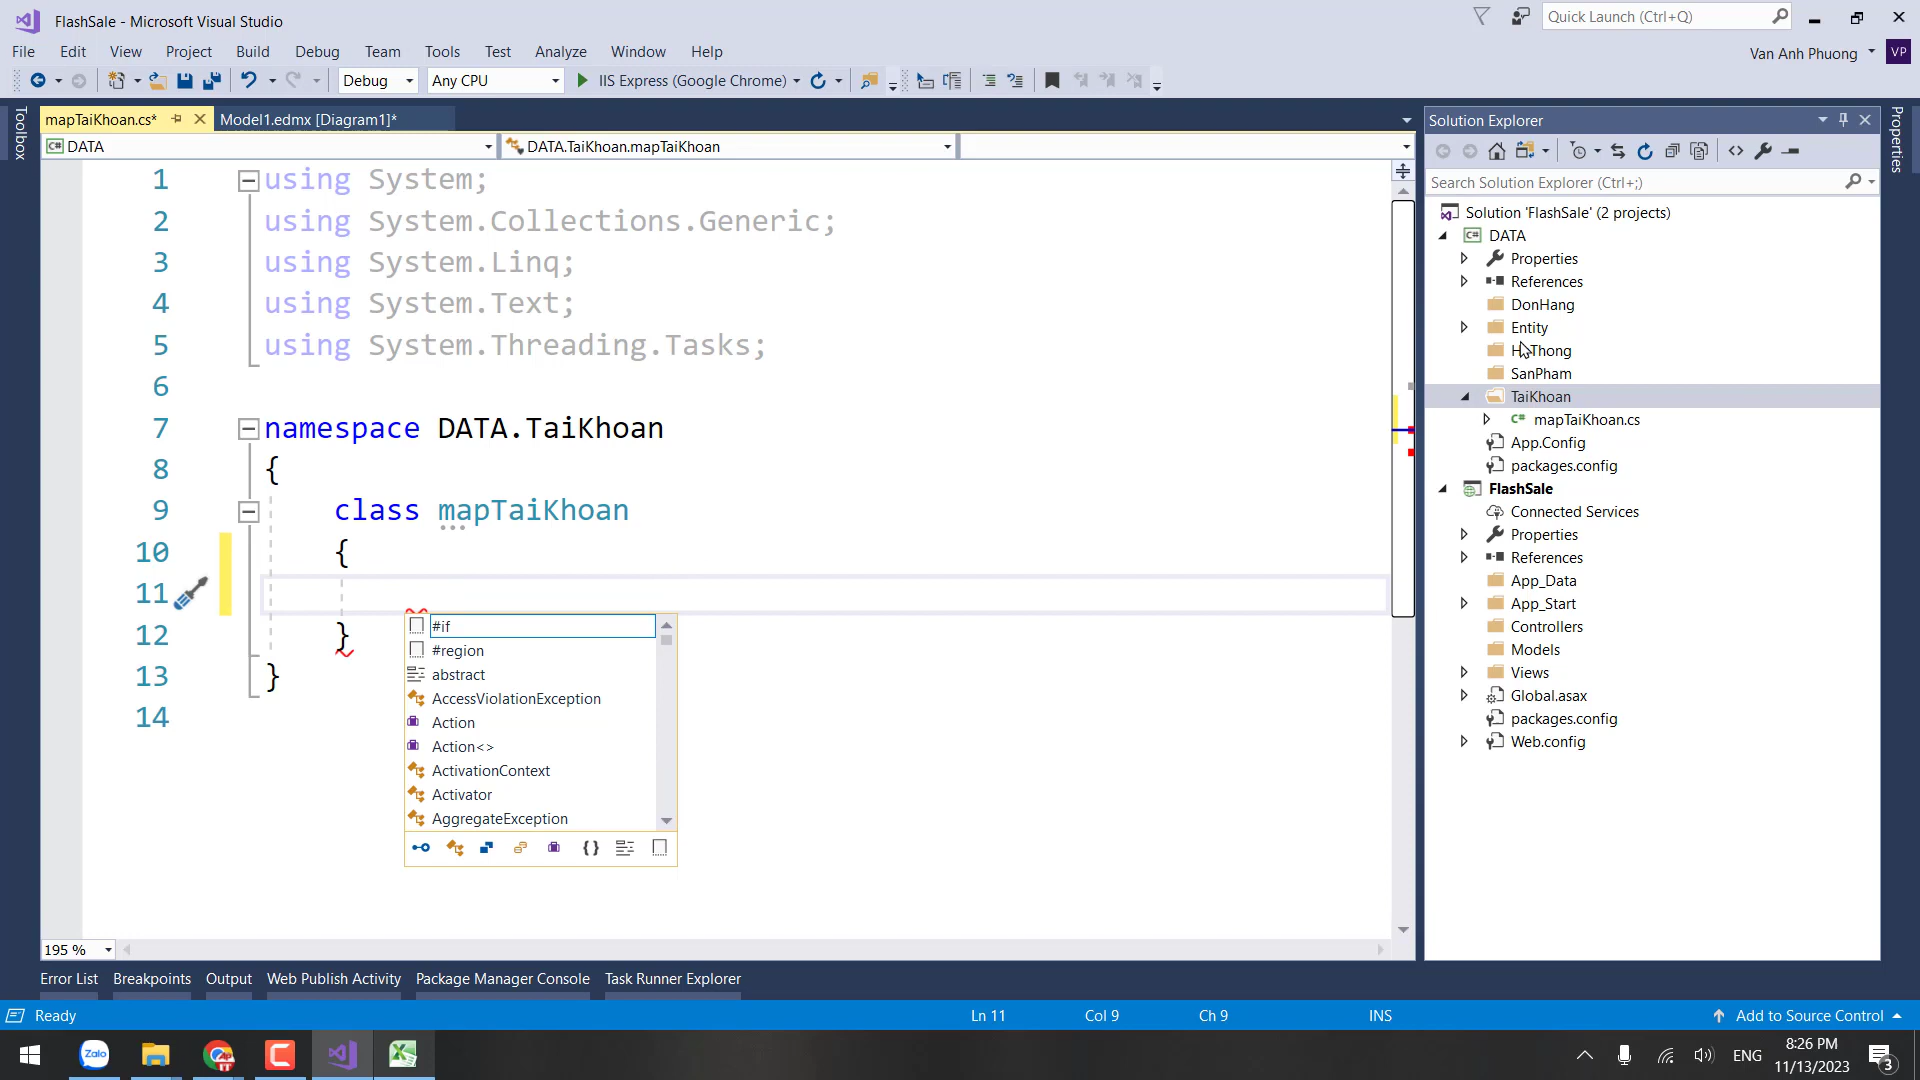 FlashSale - Microsoft Visual Studio
Quick Launch (Ctrl+Q)
File Edit View Project Build Debug Team Tools Test Analyze Window Help
Van Anh Phuong VP
Debug Any CPU IIS Express (Google Chrome)
Toolbox
mapTaiKhoan.cs* Model1.edmx [Diagram1]*
DATA DATA.TaiKhoan.mapTaiKhoan
1 using System;
2 using System.Collections.Generic;
3 using System.Linq;
4 using System.Text;
5 using System.Threading.Tasks;
6
7 namespace DATA.TaiKhoan
8 {
9 class mapTaiKhoan
10 {
11
12 }
13 }
14
#if
#region
abstract
AccessViolationException
Action
Action<>
ActivationContext
Activator
AggregateException
195 %
Solution Explorer
Search Solution Explorer (Ctrl+;)
Solution 'FlashSale' (2 projects)
DATA
Properties
References
DonHang
Entity
SanPham
TaiKhoan
mapTaiKhoan.cs
App.Config
packages.config
FlashSale
Connected Services
Properties
References
App_Data
App_Start
Controllers
Models
Views
Global.asax
packages.config
Web.config
Properties
Error List Breakpoints Output Web Publish Activity Package Manager Console Task Runner Explorer
Ready Ln 11 Col 9 Ch 9 INS Add to Source Control
Zalo
ENG
8:26 PM
11/13/2023
3